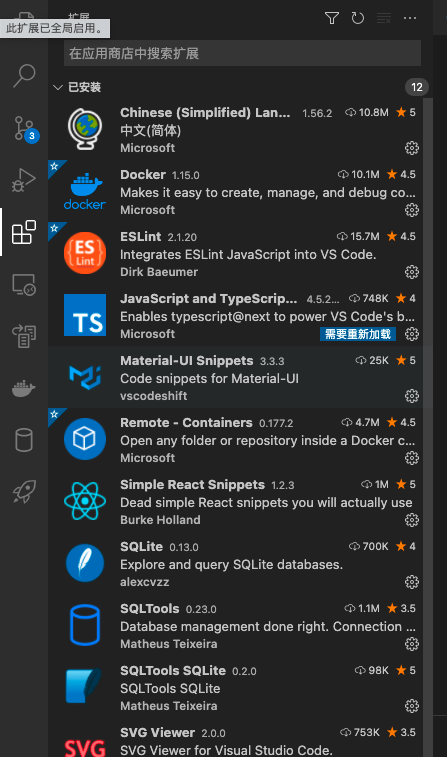 扩展
此扩展已全局启用。
在应用商店中搜索扩展
已安装 12
Chinese (Simplified) Lan... 1.56.2 10.8M 5
中文(简体)
Microsoft
3
Docker 1.15.0 10.1M 4.5
Makes it easy to create, manage, and debug co...
docker Microsoft
ESLint 2.1.20 15.7M 4.5
ES
Lint
Integrates ESLint JavaScript into VS Code.
Dirk Baeumer
JavaScript and TypeScrip... 4.5.2... 748K 4
TS
Enables typescript@next to power VS Code's b...
Microsoft 需要重新加载
Material-UI Snippets 3.3.3 25K 5
Code snippets for Material-UI
vscodeshift
Remote - Containers 0.177.2 4.7M 4.5
Open any folder or repository inside a Docker c...
Microsoft
Simple React Snippets 1.2.3 1M 5
Dead simple React snippets you will actually use
Burke Holland
SQLite 0.13.0 700K 4
Explore and query SQLite databases.
alexcvzz
SQLTools 0.23.0 1.1M 3.5
Database management done right. Connection ...
Matheus Teixeira
SQLTools SQLite 0.2.0 98K 5
SQLTools SQLite
Matheus Teixeira
SVG Viewer 2.0.0 753K 3.5
SVG
SVG Viewer for Visual Studio Code.